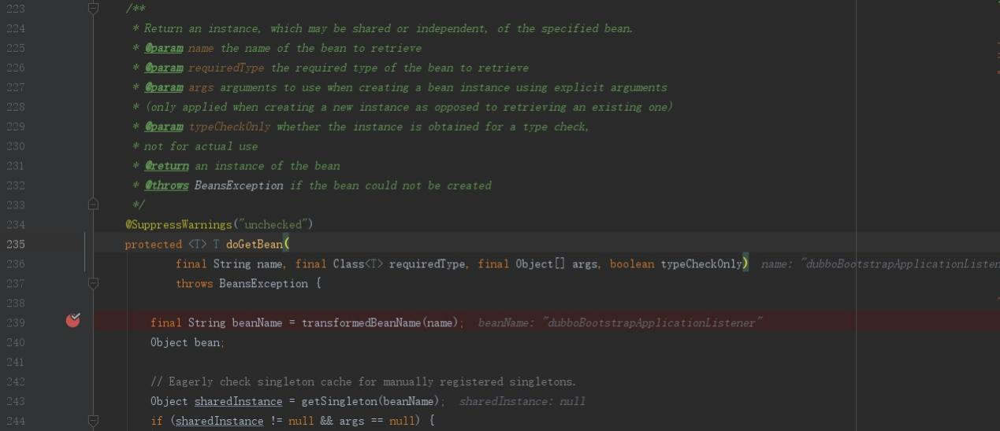 223 /**
224 * Return an instance, which may be shared or independent, of the specified bean.
225 * @param name the name of the bean to retrieve
226 * @param requiredType the required type of the bean to retrieve
227 * @param args arguments to use when creating a bean instance using explicit arguments
228 * (only applied when creating a new instance as opposed to retrieving an existing one)
229 * @param typeCheckOnly whether the instance is obtained for a type check,
230 * not for actual use
231 * @return an instance of the bean
232 * @throws BeansException if the bean could not be created
233 */
234 @SuppressWarnings("unchecked")
235 protected <T> T doGetBean(
236 final String name, final Class<T> requiredType, final Object[] args, boolean typeCheckOnly) name: "dubboBootstrapApplicationListen
237 throws BeansException {
238
239 final String beanName = transformedBeanName(name); beanName: "dubboBootstrapApplicationListener"
240 Object bean;
241
242 // Eagerly check singleton cache for manually registered singletons.
243 Object sharedInstance = getSingleton(beanName); sharedInstance: null
244 if (sharedInstance != null && args == null) {